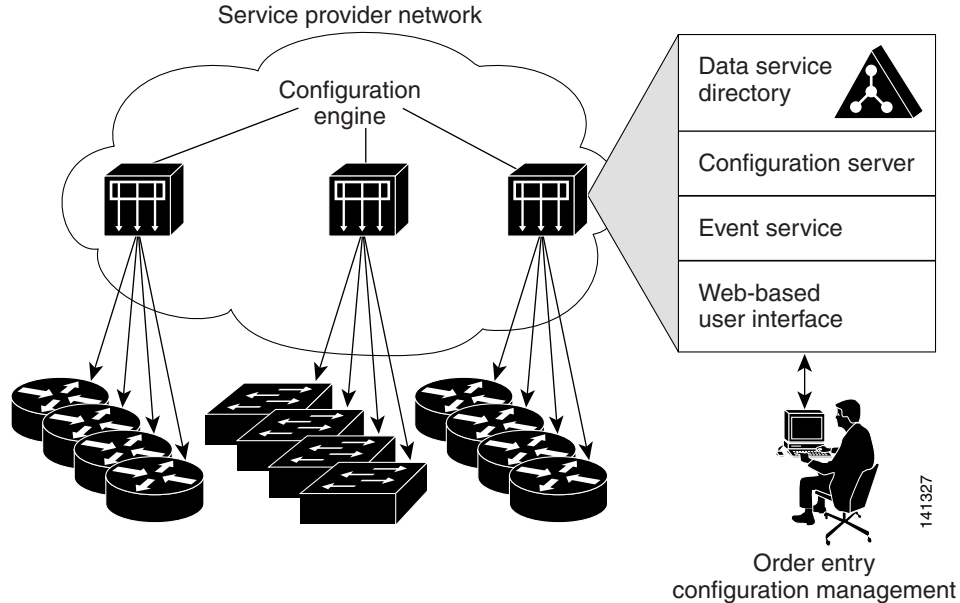 Service provider network
Configuration
engine
Data service
directory
Configuration server
Event service
Web-based
user interface
141327
Order entry
configuration management